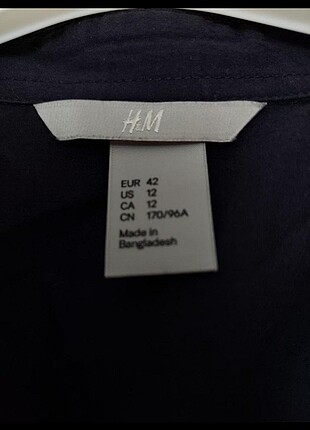 H&M
EUR 42
US 12
CA 12
CN 170/96A
Made in
Bangladesh